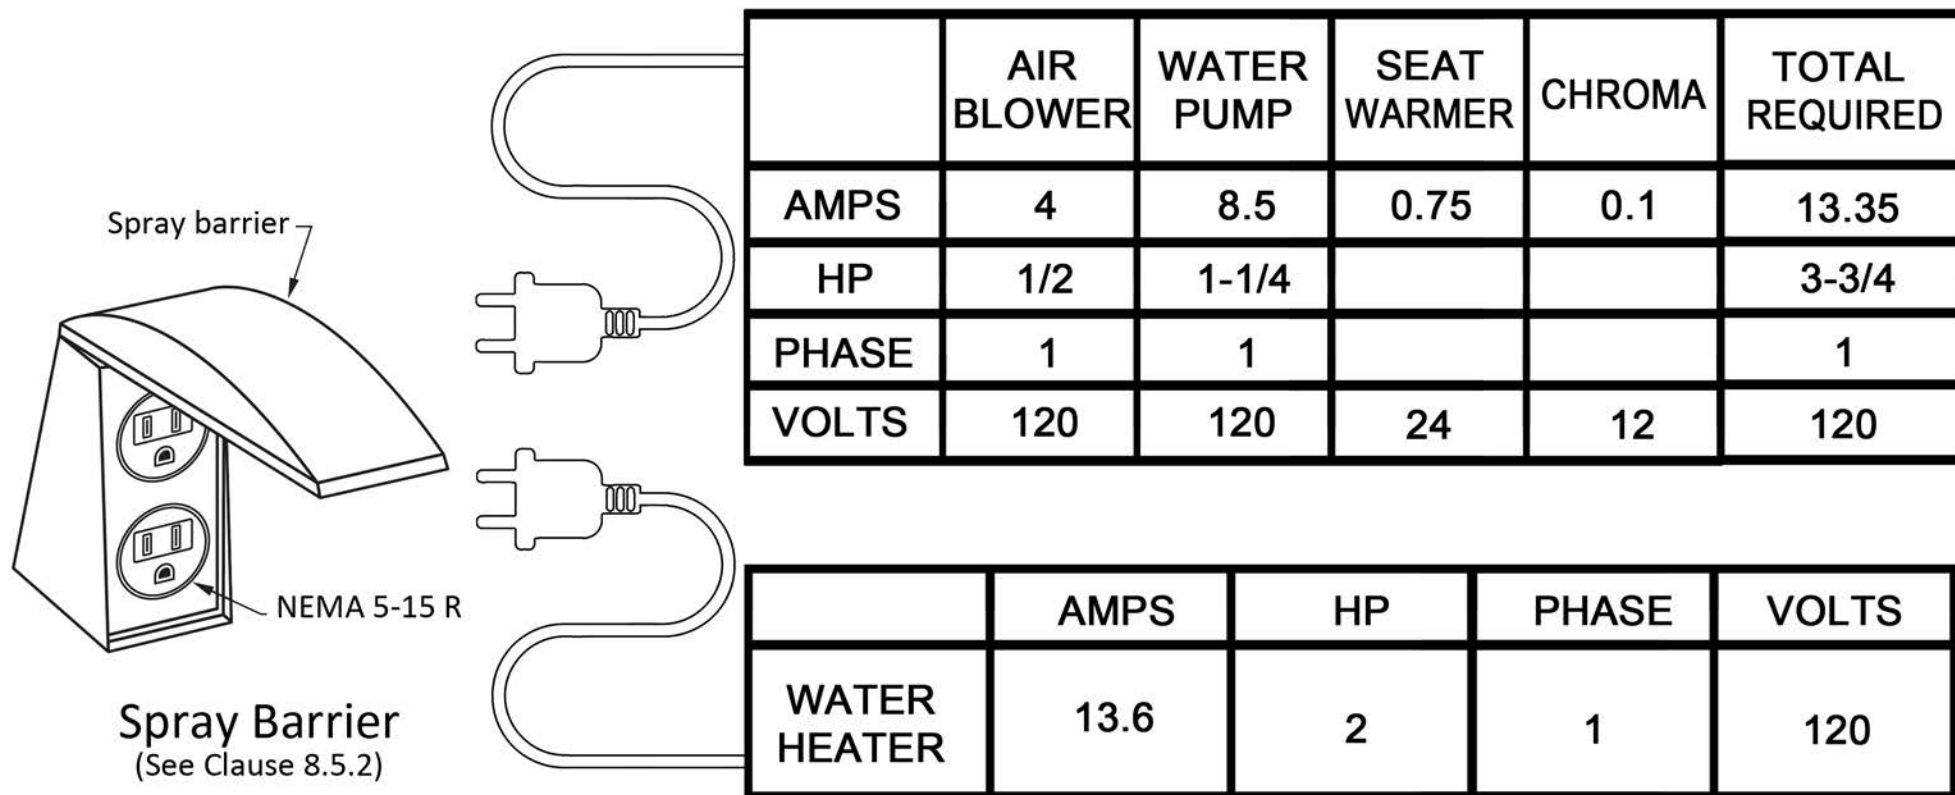 Spray barrier
NEMA 5-15 R
Spray Barrier
(See Clause 8.5.2)
AIR BLOWER WATER PUMP SEAT WARMER CHROMA TOTAL REQUIRED
AMPS 4 8.5 0.75 0.1 13.35
HP 1/2 1-1/4 3-3/4
PHASE 1 1 1
VOLTS 120 120 24 12 120
AMPS HP PHASE VOLTS
WATER HEATER 13.6 2 1 120